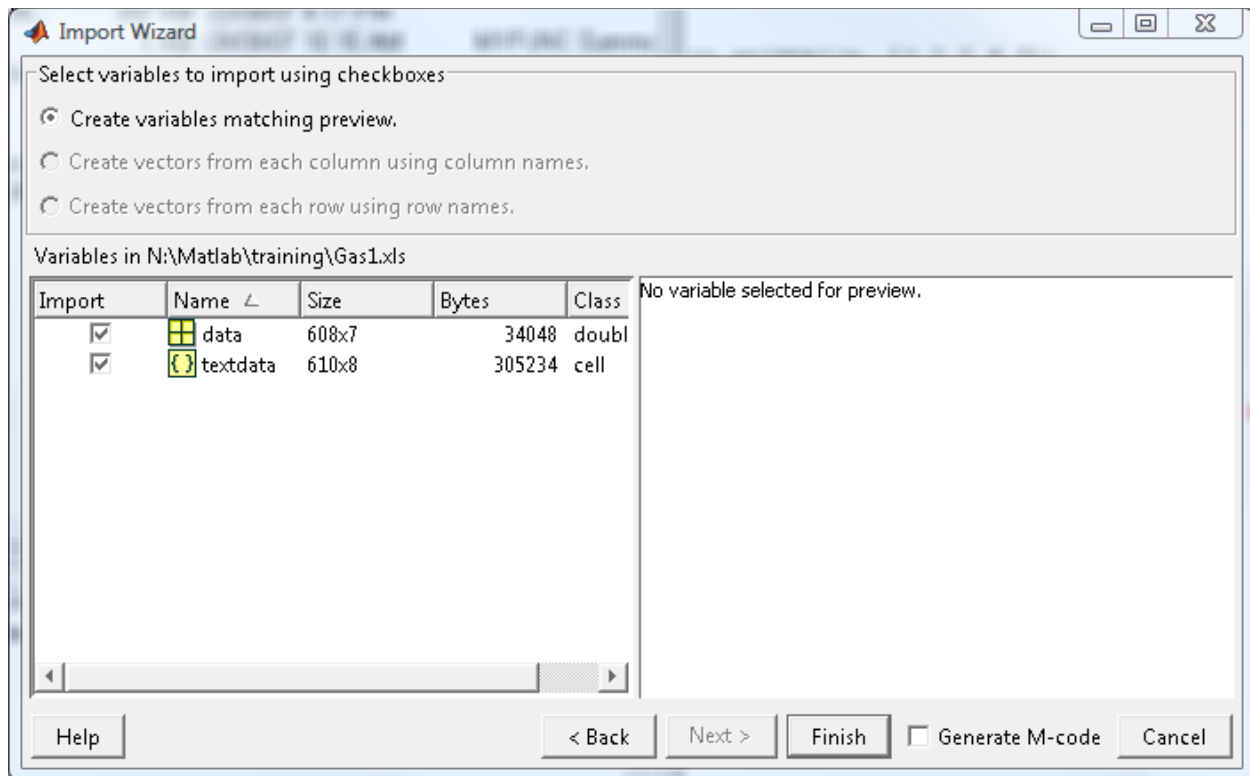 Import Wizard
Select variables to import using checkboxes
Create variables matching preview.
Create vectors from each column using column names.
Create vectors from each row using row names.
Variables in N:\Matlab\training\Gas1.xls
Import Name Size Bytes Class
data 608x7 34048 doubl
textdata 610x8 305234 cell
No variable selected for preview.
Help < Back Next > Finish Generate M-code Cancel